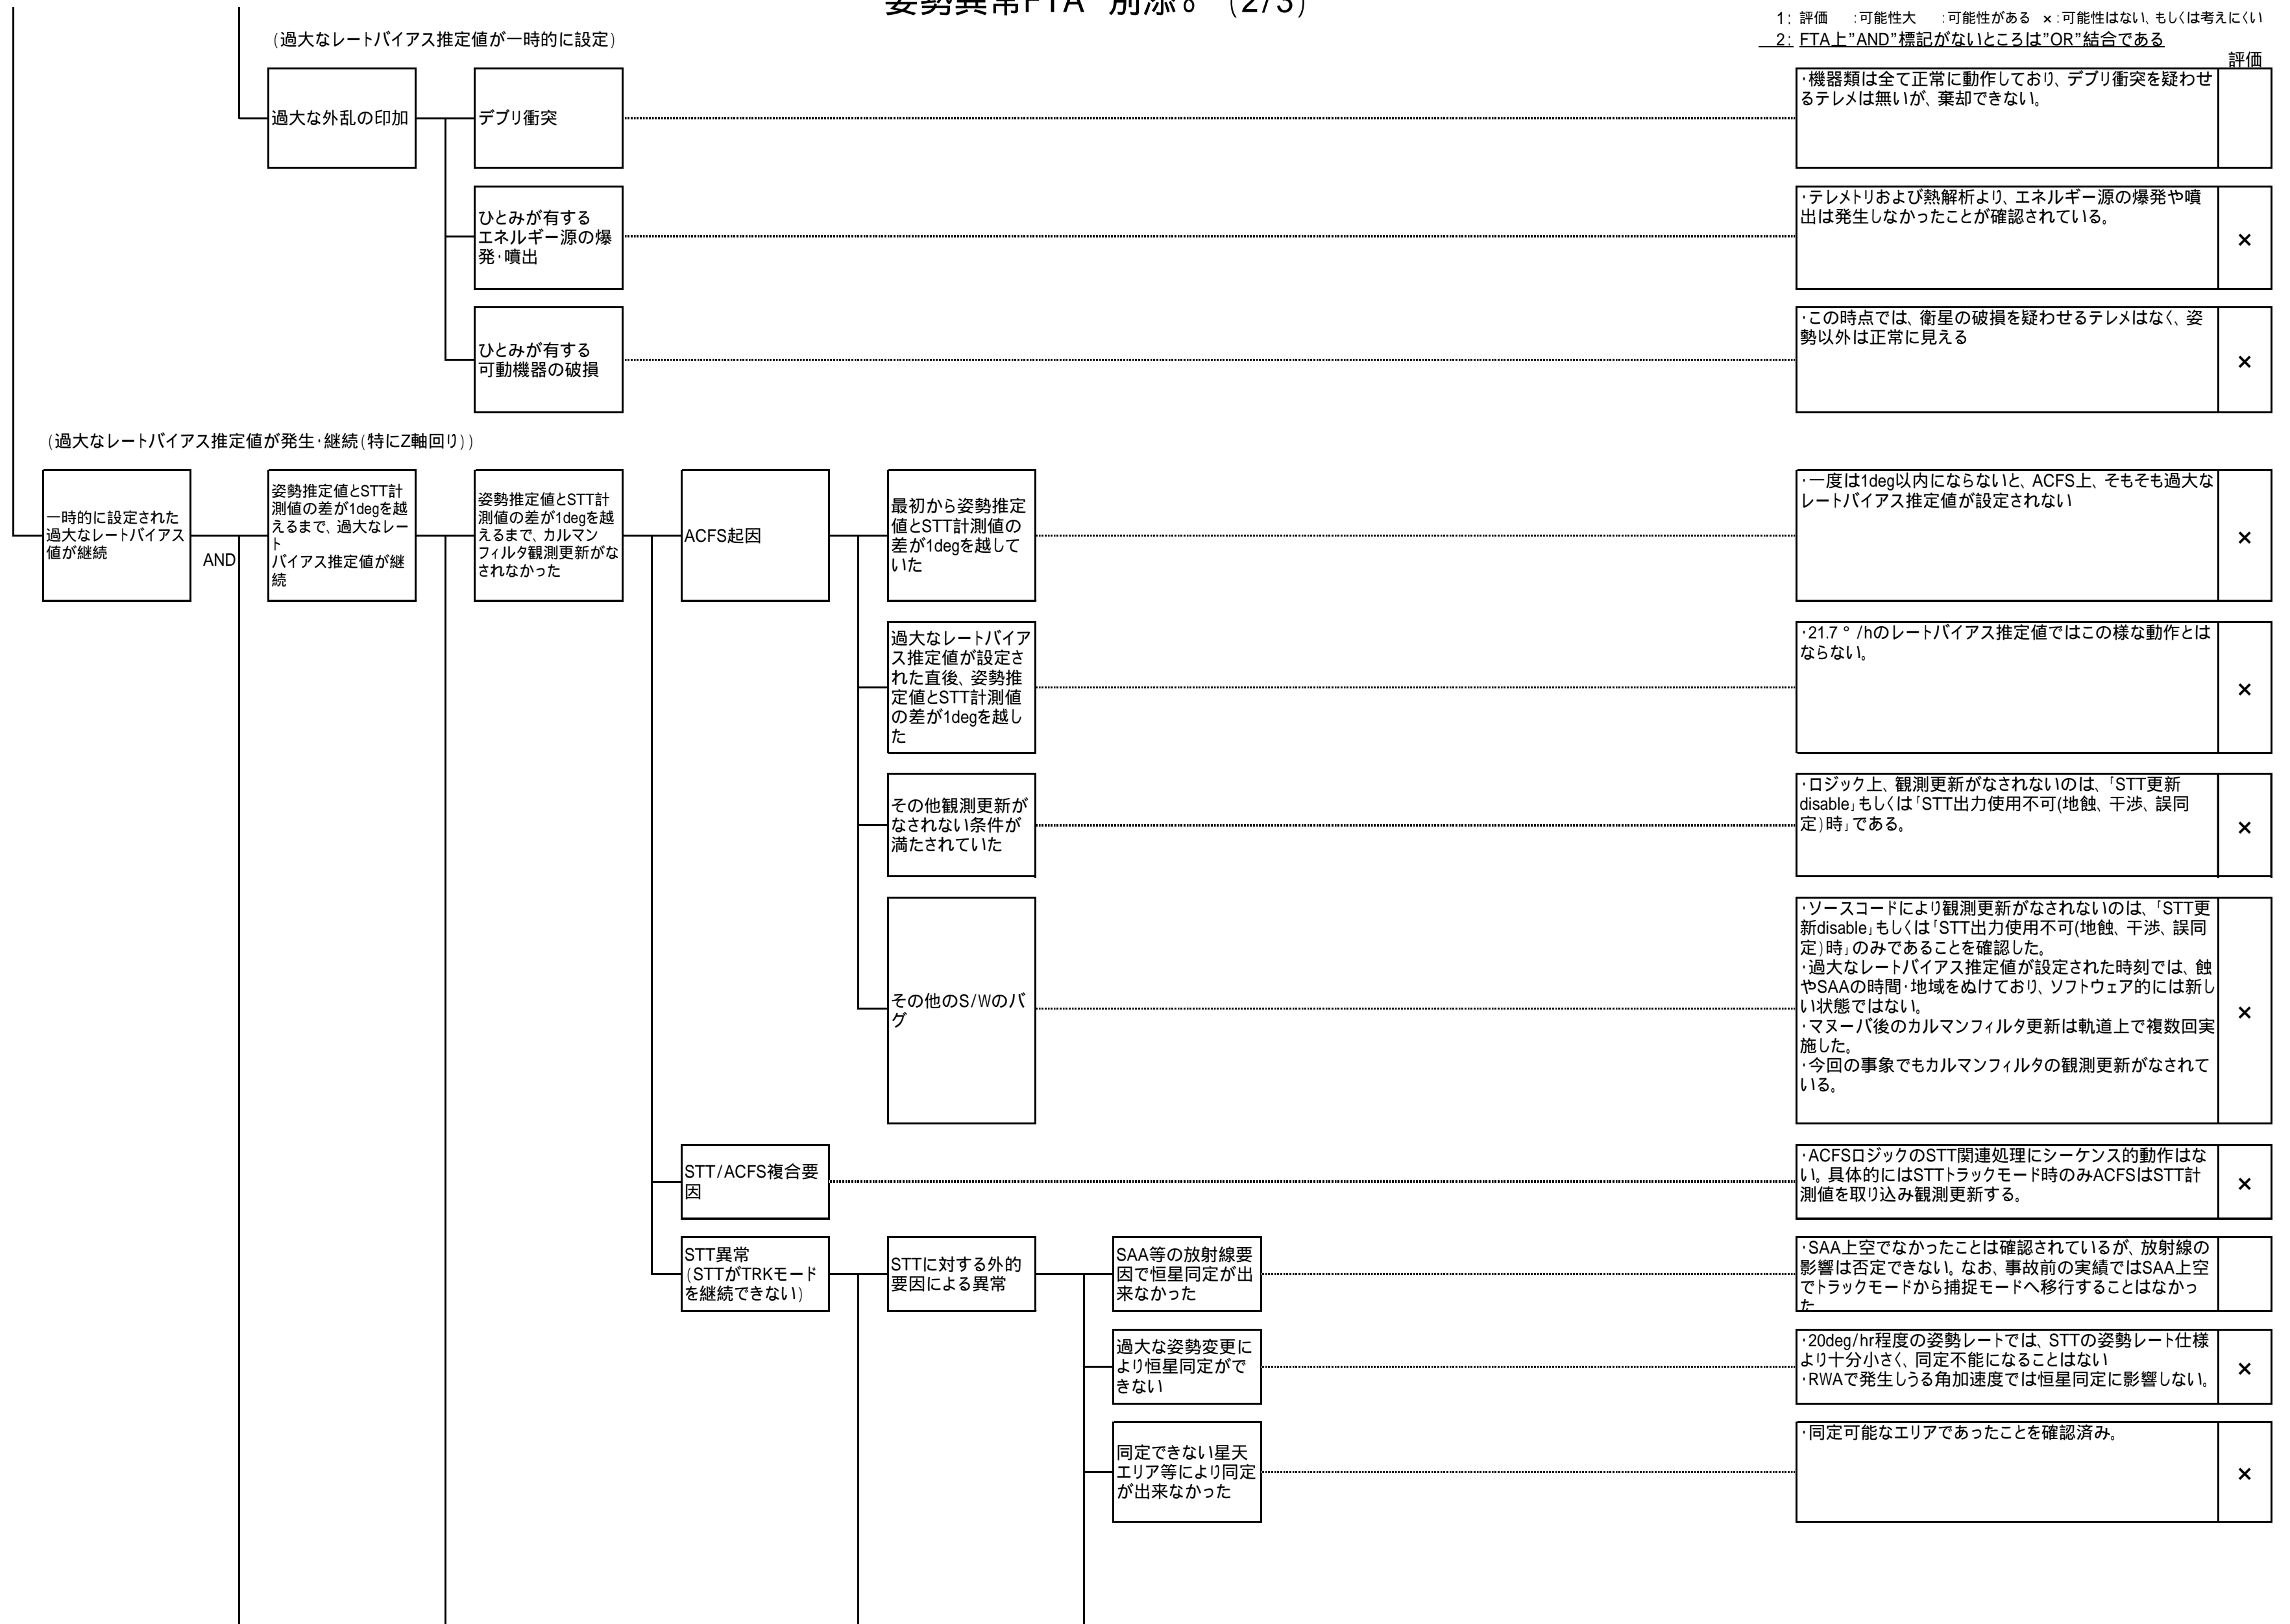 姿勢異常FTA 別添6 (2/3)
1: 評価 :可能性大 :可能性がある ×:可能性はない、もしくは考えにくい
(過大なレートバイアス推定値が一時的に設定)
2: FTA上”AND”標記がないところは”OR”結合である
評価
過大な外乱の印加
デブリ衝突
・機器類は全て正常に動作しており、デブリ衝突を疑わせ
るテレメは無いが、棄却できない。
ひとみが有する
エネルギー源の爆
発・噴出
・テレメトリおよび熱解析より、エネルギー源の爆発や噴
出は発生しなかったことが確認されている。
×
ひとみが有する
可動機器の破損
・この時点では、衛星の破損を疑わせるテレメはなく、姿
勢以外は正常に見える
×
(過大なレートバイアス推定値が発生・継続(特にZ軸回り))
一時的に設定された
過大なレートバイアス
値が継続
AND
姿勢推定値とSTT計
測値の差が1degを越
えるまで、過大なレー
ト
バイアス推定値が継
続
姿勢推定値とSTT計
測値の差が1degを越
えるまで、カルマン
フィルタ観測更新がな
されなかった
ACFS起因
最初から姿勢推定
値とSTT計測値の
差が1degを越して
いた
・一度は1deg以内にならないと、ACFS上、そもそも過大な
レートバイアス推定値が設定されない
×
過大なレートバイア
ス推定値が設定さ
れた直後、姿勢推
定値とSTT計測値
の差が1degを越し
た
・21.7°/hのレートバイアス推定値ではこの様な動作とは
ならない。
×
その他観測更新が
なされない条件が
満たされていた
・ロジック上、観測更新がなされないのは、「STT更新
disable」もしくは「STT出力使用不可(地蝕、干渉、誤同
定)時」である。
×
その他のS/Wのバ
グ
・ソースコードにより観測更新がなされないのは、「STT更
新disable」もしくは「STT出力使用不可(地蝕、干渉、誤同
定)時」のみであることを確認した。
・過大なレートバイアス推定値が設定された時刻では、蝕
やSAAの時間・地域をぬけており、ソフトウェア的には新し
い状態ではない。
・マヌーバ後のカルマンフィルタ更新は軌道上で複数回実
施した。
・今回の事象でもカルマンフィルタの観測更新がなされて
いる。
×
STT/ACFS複合要
因
・ACFSロジックのSTT関連処理にシーケンス的動作はな
い。具体的にはSTTトラックモード時のみACFSはSTT計
測値を取り込み観測更新する。
×
STT異常
(STTがTRKモード
を継続できない)
STTに対する外的
要因による異常
SAA等の放射線要
因で恒星同定が出
来なかった
・SAA上空でなかったことは確認されているが、放射線の
影響は否定できない。なお、事故前の実績ではSAA上空
でトラックモードから捕捉モードへ移行することはなかっ
た
過大な姿勢変更に
より恒星同定がで
きない
・20deg/hr程度の姿勢レートでは、STTの姿勢レート仕様
より十分小さく、同定不能になることはない
・RWAで発生しうる角加速度では恒星同定に影響しない。
×
同定できない星天
エリア等により同定
が出来なかった
・同定可能なエリアであったことを確認済み。
×